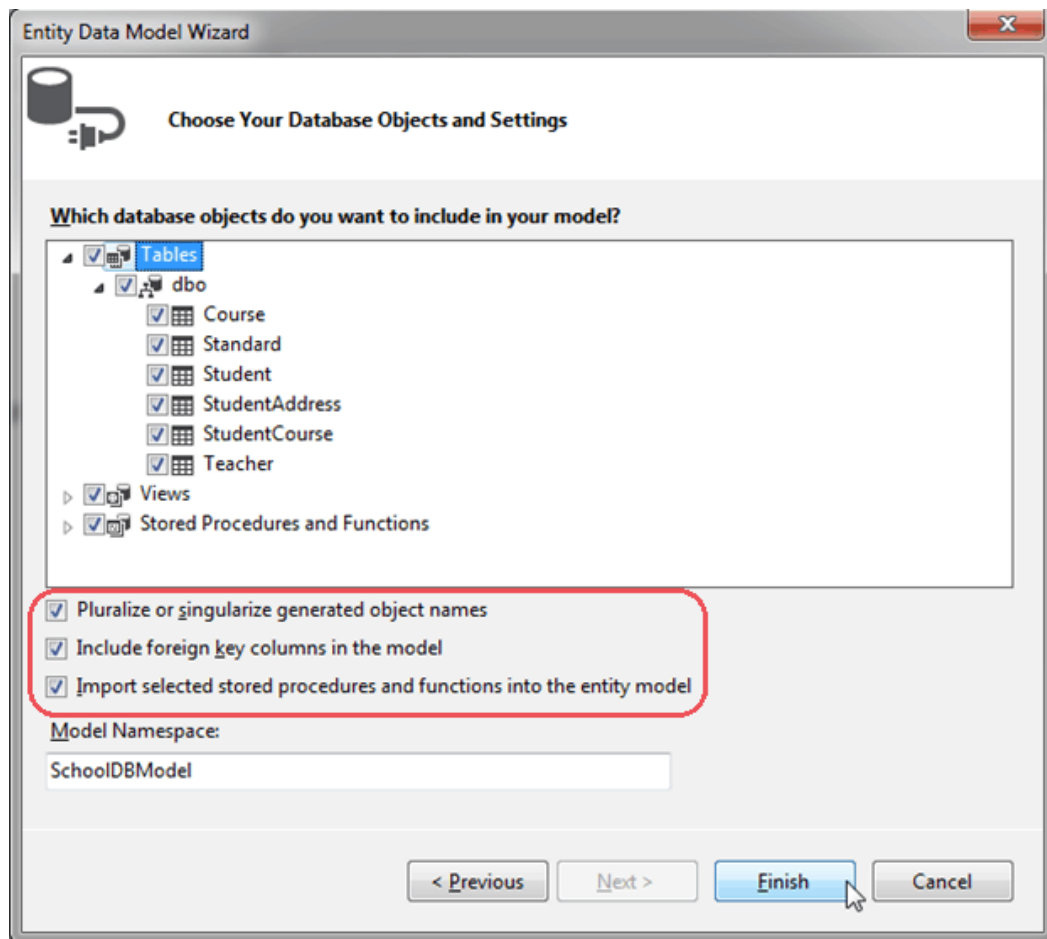 Entity Data Model Wizard
Choose Your Database Objects and Settings
Which database objects do you want to include in your model?
Tables
dbo
Course
Standard
Student
StudentAddress
StudentCourse
Teacher
Views
Stored Procedures and Functions
Pluralize or singularize generated object names
Include foreign key columns in the model
Import selected stored procedures and functions into the entity model
Model Namespace:
SchoolDBModel
< Previous Next > Finish Cancel